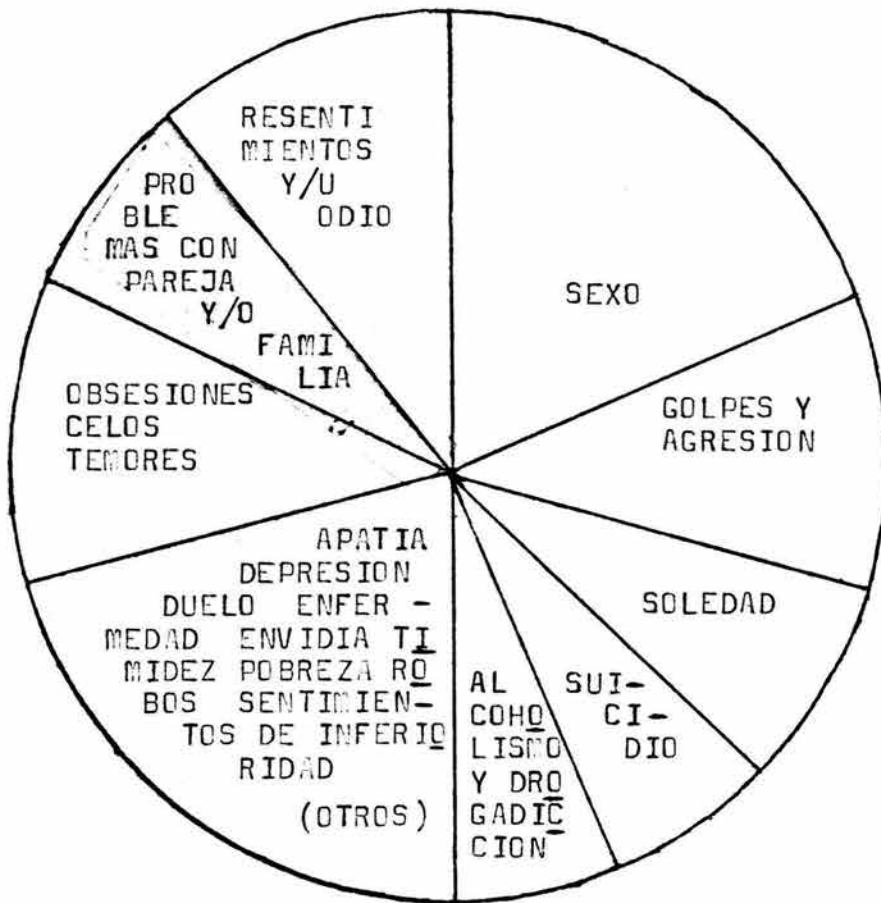 RESENTI
MIENTOS
Y/U
ODIO
PRO
BLE
MAS CON
PAREJA
Y/O
FAMI
LIA
SEXO
OBSESIONES
CELOS
TEMORES
GOLPES Y
AGRESION
APATIA
DEPRESION
DUELO ENFER -
MEDAD ENVIDIA TI
MIDEZ POBREZA RO
BOS SENTIMIEN-
TOS DE INFERIO
RIDAD
(OTROS)
SOLEDAD
AL
COHO
LISMO
Y DRO
GADIC
CION
SUI-
CI-
DIO